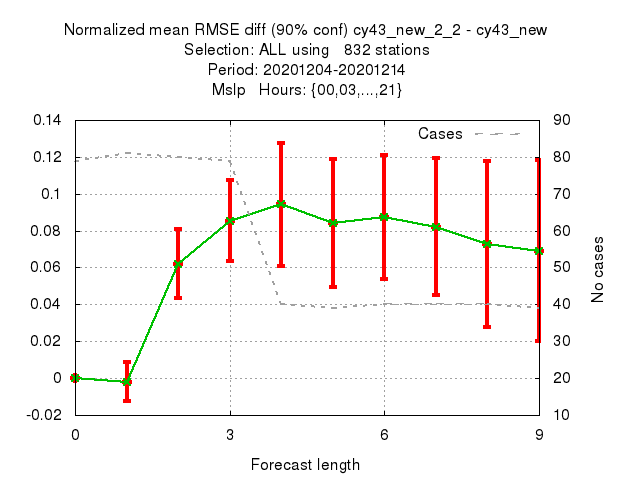 Normalized mean RMSE diff (90% conf) cy43_new_2_2 - cy43_new
Selection: ALL using   832 stations
Period: 20201204-20201214
Mslp   Hours: {00,03,...,21}
0.14
0.12
0.1
0.08
0.06
0.04
0.02
0
-0.02
Cases
90
80
70
60
50
40
30
20
10
No cases
0 3 6 9
Forecast length